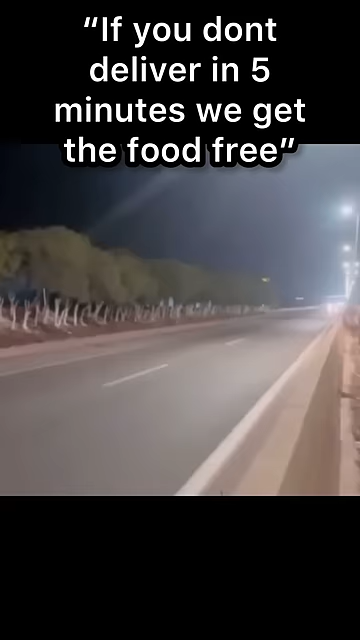 “If you dont
deliver in 5
minutes we get
the food free”